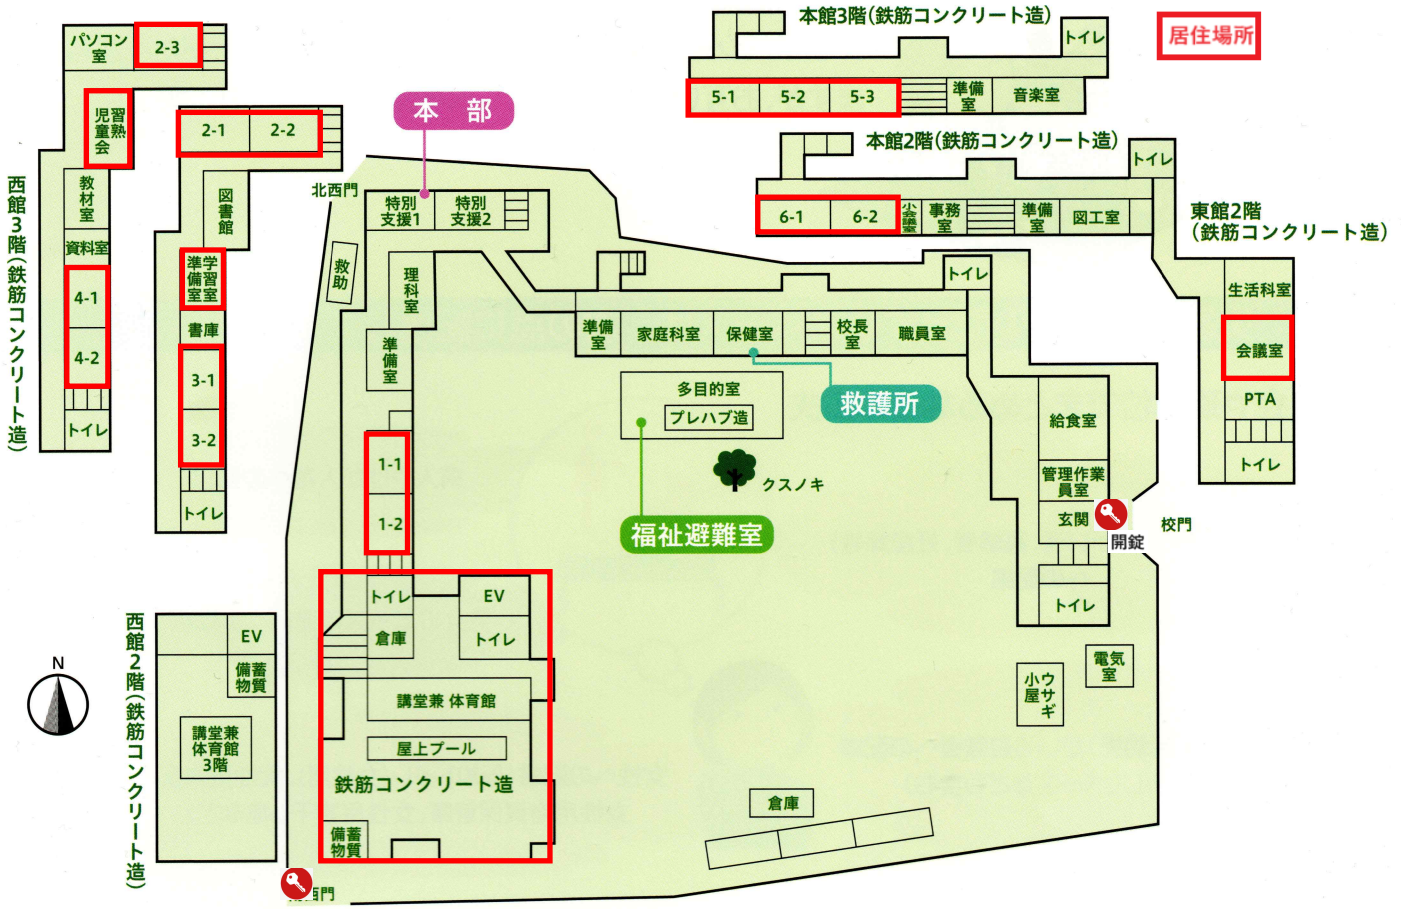 本館3階(鉄筋コンクリート造)
居住場所
パソコン
室
2-3
トイレ
5-1
5-2
5-3
準備
室
音楽室
児童会
習熟
2-1
2-2
本 部
本館2階(鉄筋コンクリート造)
トイレ
西館3階(鉄筋コンクリート造)
教材室
図書館
北西門
特別
支援1
特別
支援2
6-1
6-2
小会議室
事務
室
準備
室
図工室
東館2階
(鉄筋コンクリート造)
資料室
準備室
学習室
救助
理科室
トイレ
生活科室
4-1
4-2
書庫
準備
室
家庭科室
保健室
校長
室
職員室
会議室
3-1
準備室
多目的室
プレハブ造
救護所
PTA
トイレ
3-2
給食室
トイレ
1-1
クスノキ
管理作業
員室
トイレ
1-2
福祉避難室
玄関
校門
開錠
トイレ
EV
トイレ
西館2階(鉄筋コンクリート造)
EV
倉庫
トイレ
N
備蓄
物質
電気
室
ウサギ
小屋
講堂兼 体育館
講堂兼
体育館
3階
屋上プール
鉄筋コンクリート造
倉庫
備蓄
物質
西門